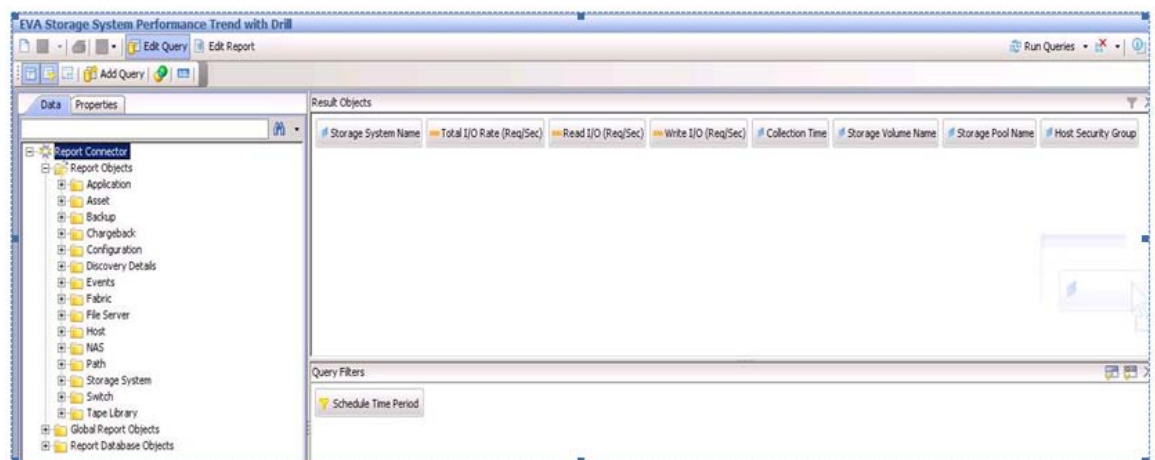 EVA Storage System Performance Trend with Drill
Edit Query Edit Report Run Queries
Add Query
Data Properties
Result Objects
Storage System Name Total I/O Rate (Req/Sec) Read I/O (Req/Sec) Write I/O (Req/Sec) Collection Time Storage Volume Name Storage Pool Name Host Security Group
Report Connector
Report Objects
Application
Asset
Backup
Chargeback
Configuration
Discovery Details
Events
Fabric
File Server
Host
NAS
Path
Storage System
Switch
Tape Library
Global Report Objects
Report Database Objects
Query Filters
Schedule Time Period